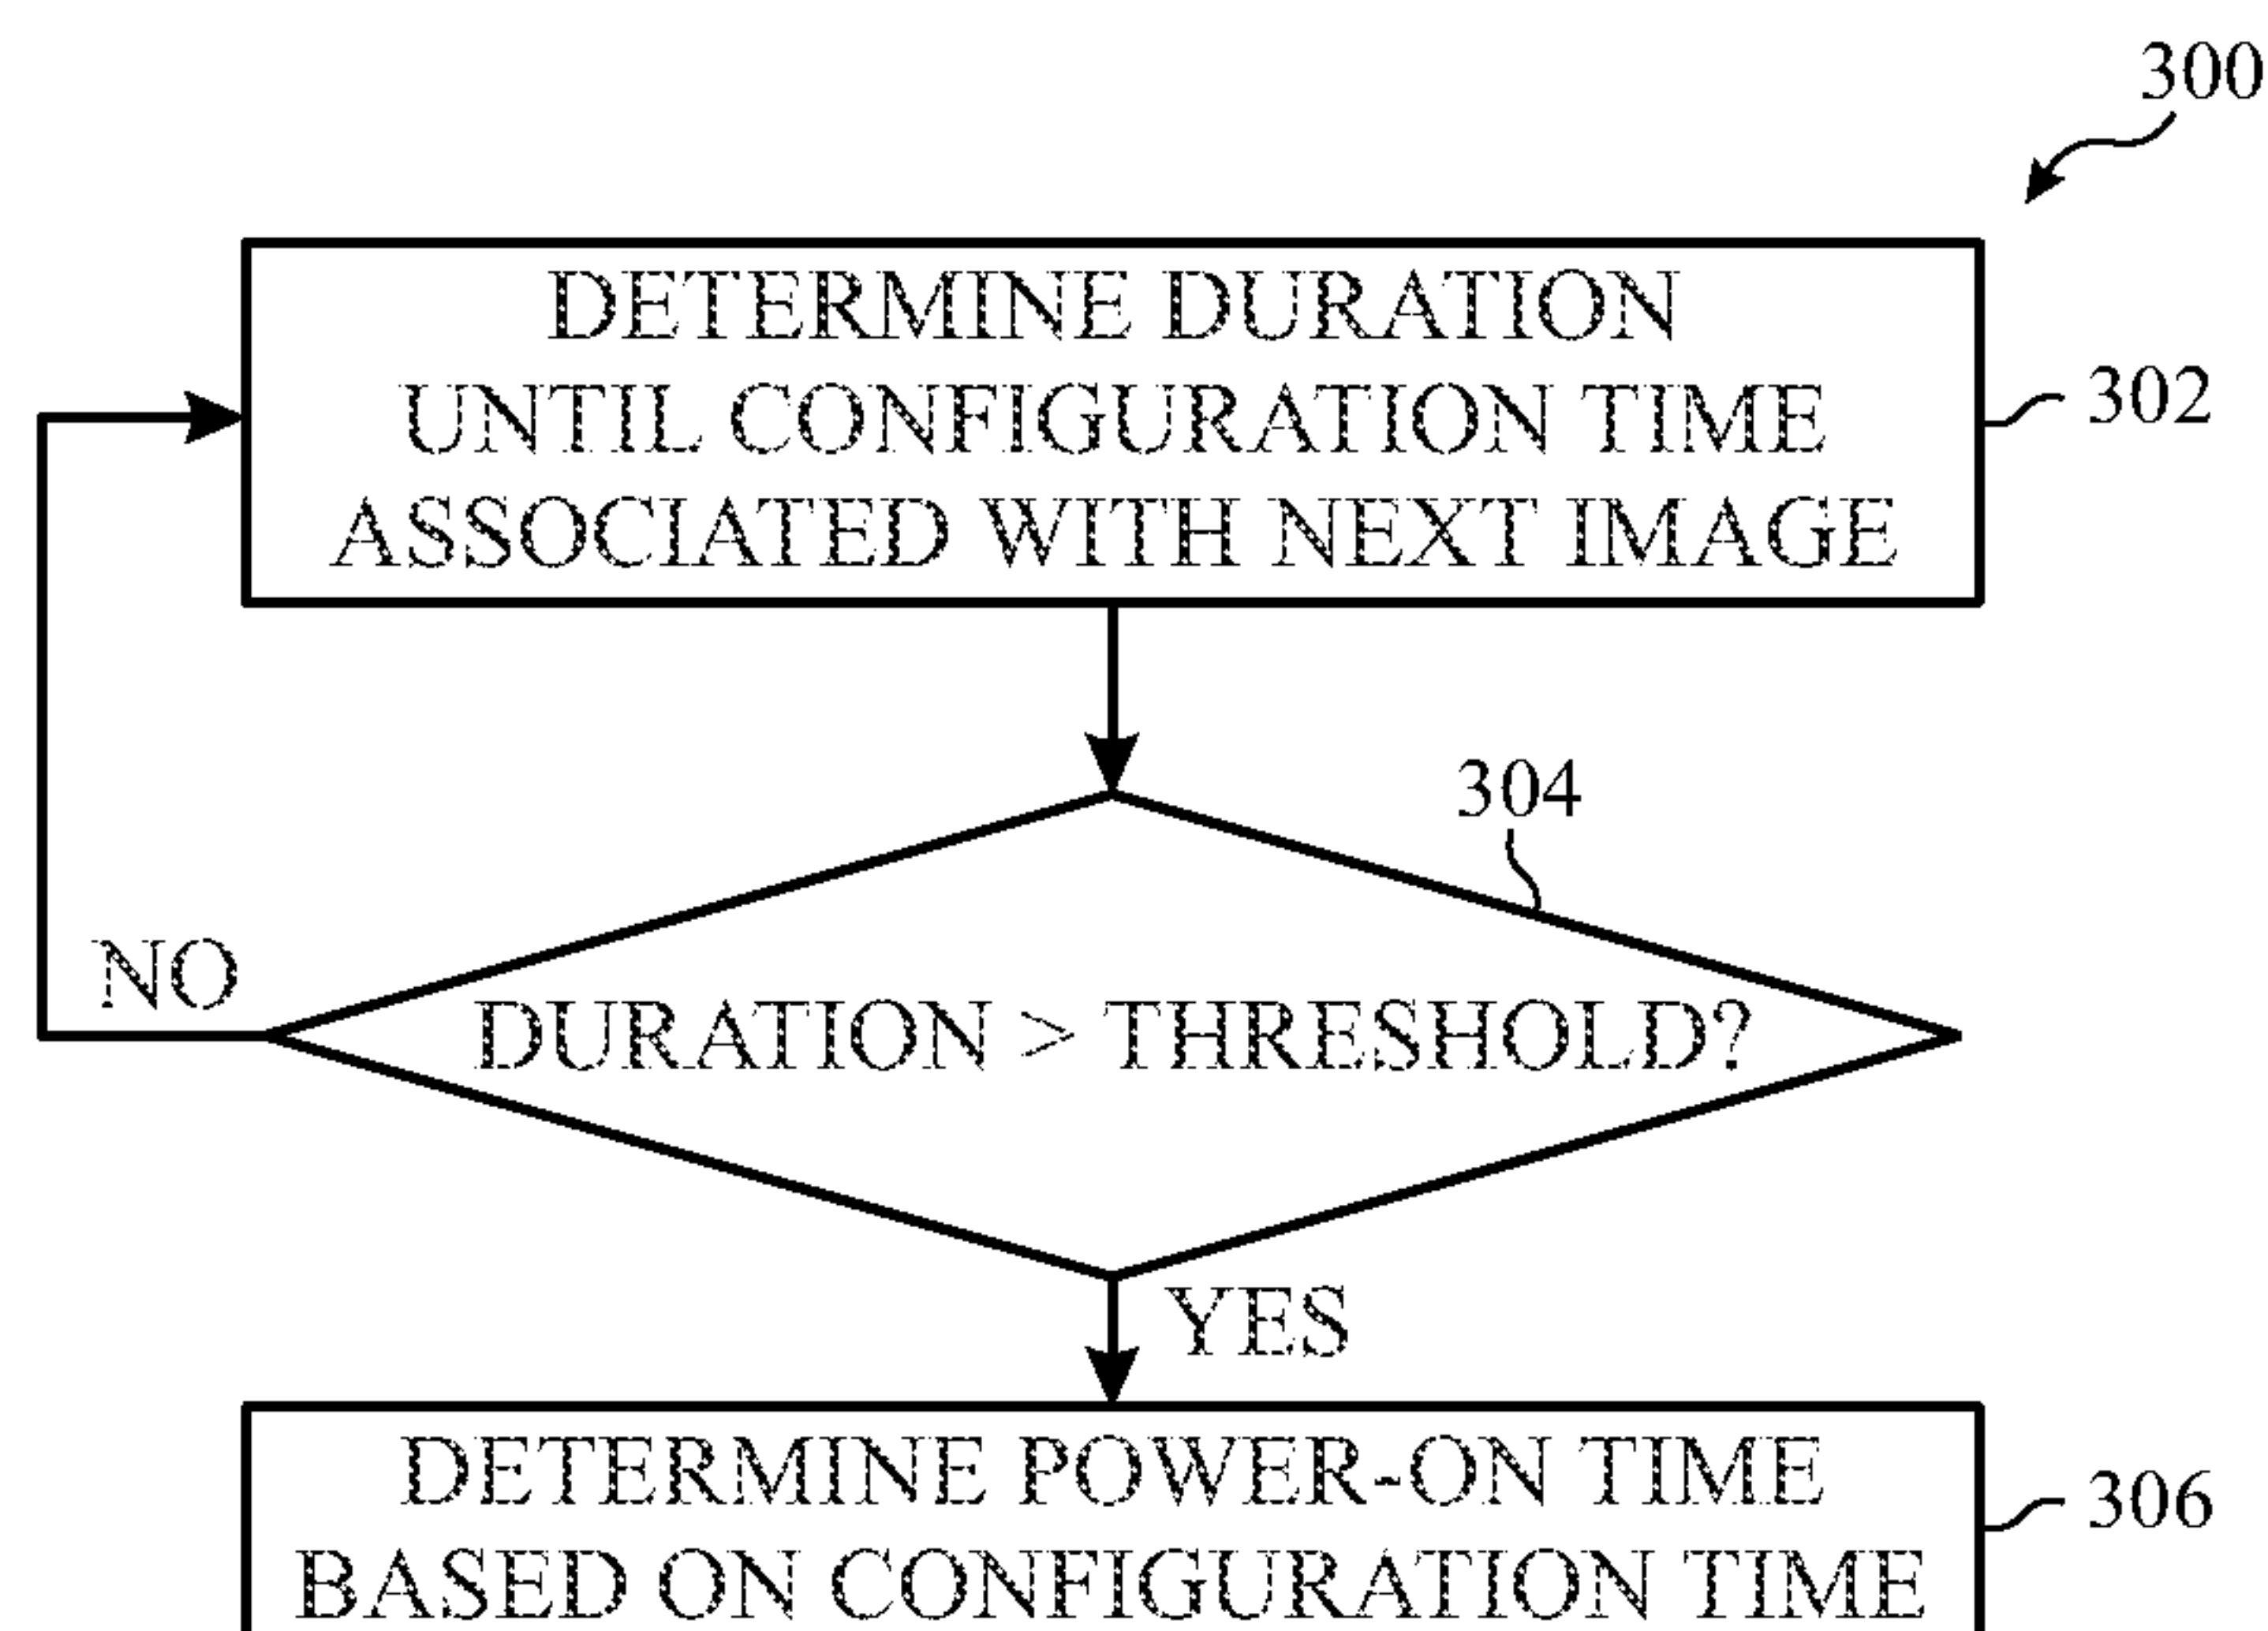 300
DETERMINE DURATION
UNTIL CONFIGURATION TIME
ASSOCIATED WITH NEXT IMAGE
302
304
NO
DURATION > THRESHOLD?
YES
DETERMINE POWER-ON TIME
BASED ON CONFIGURATION TIME
306